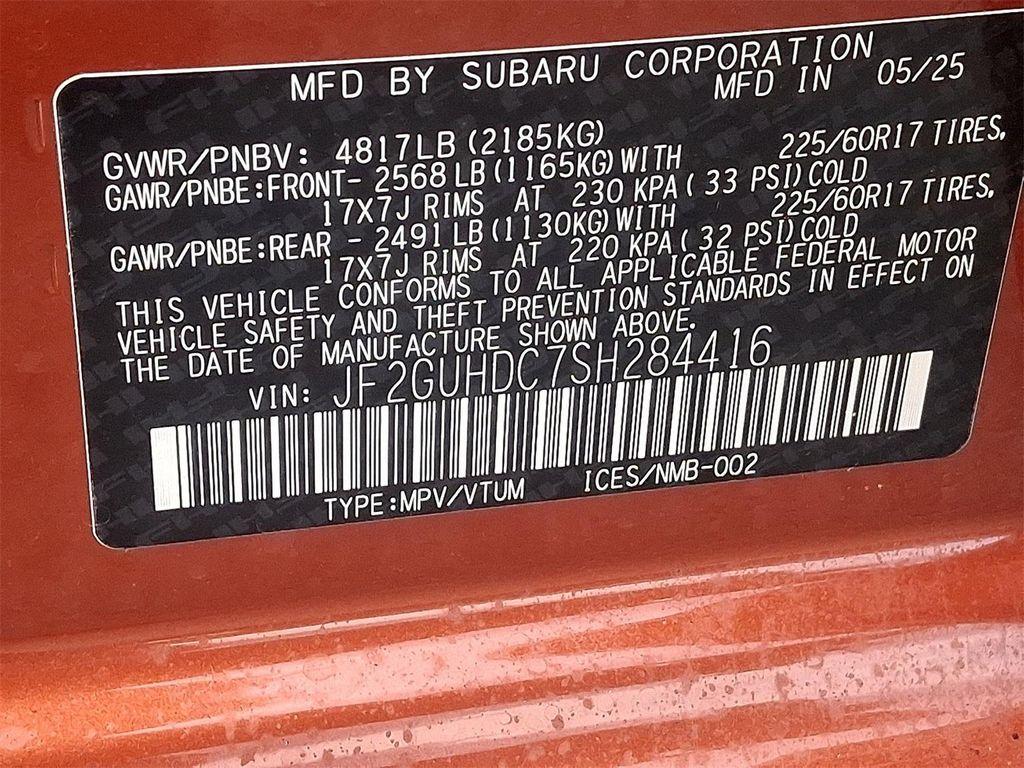 MFD BY SUBARU CORPORATION
MFD IN 05/25
GVWR/PNBV: 4817LB (2185KG)
GAWR/PNBE:FRONT- 2568 LB (1165KG) WITH 225/60R17 TIRES,
17X7J RIMS AT 230 KPA ( 33 PSI) COLD
GAWR/PNBE:REAR - 2491 LB (1130KG) WITH 225/60R17 TIRES,
17X7J RIMS AT 220 KPA ( 32 PSI) COLD
THIS VEHICLE CONFORMS TO ALL APPLICABLE FEDERAL MOTOR
VEHICLE SAFETY AND THEFT PREVENTION STANDARDS IN EFFECT ON
THE DATE OF MANUFACTURE SHOWN ABOVE.
VIN: JF2GUHDC7SH284416
TYPE:MPV/VTUM ICES/NMB-002